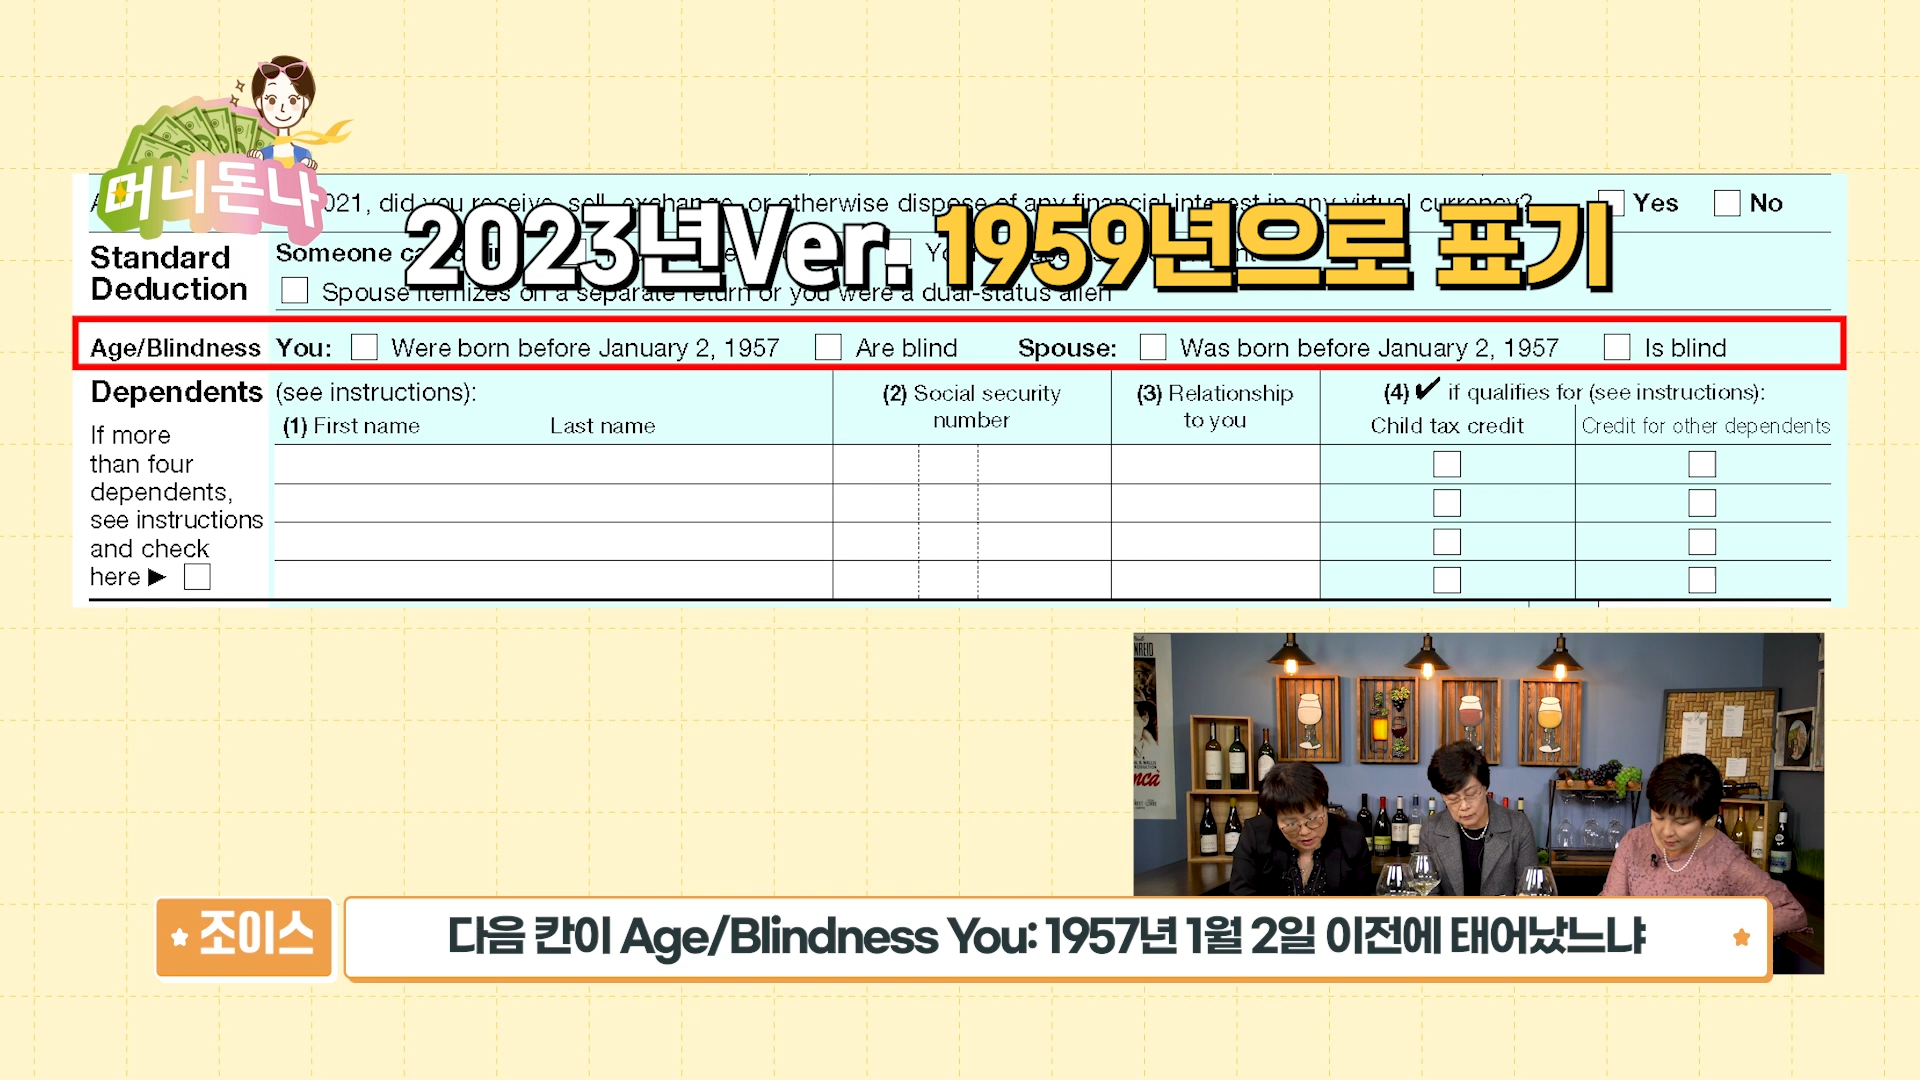 머니돈나
021, did you receive, sell, exchange, or otherwise dispose of any financial interest in any virtual currency? Yes No
2023년Ver. 1959년으로 표기
Standard Deduction
Someone
Spouse itemizes on a separate return or you were a dual-status alien
Age/Blindness You: Were born before January 2, 1957 Are blind Spouse: Was born before January 2, 1957 Is blind
Dependents (see instructions):
(2) Social security number
(3) Relationship to you
(4) ✔ if qualifies for (see instructions):
(1) First name Last name
Child tax credit Credit for other dependents
If more
than four
dependents,
see instructions
and check
here ▶
조이스
다음 칸이 Age/Blindness You: 1957년 1월 2일 이전에 태어났느냐